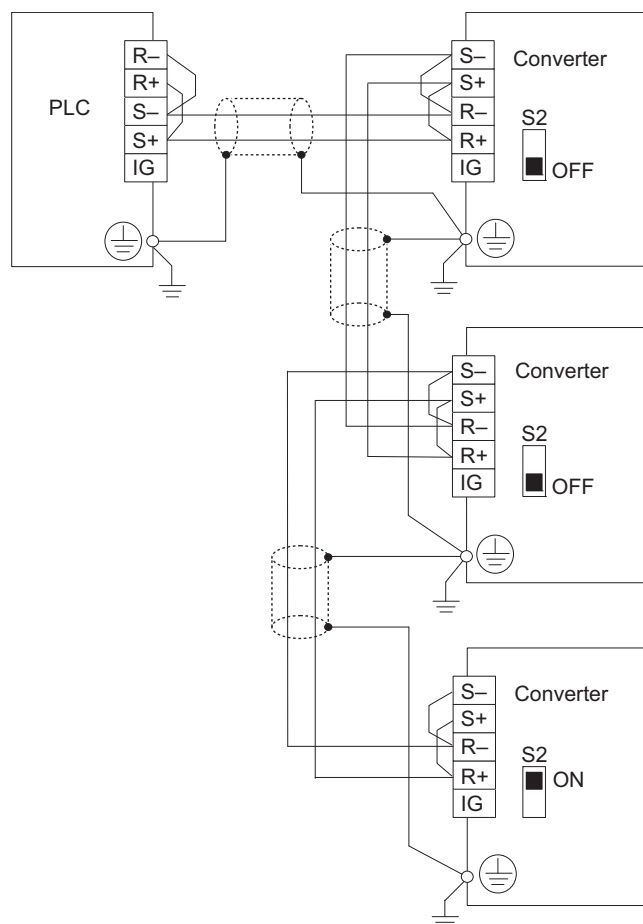 PLC
R–
R+
S–
S+
IG
S–
S+
R–
R+
IG
Converter
S2
OFF
S–
S+
R–
R+
IG
Converter
S2
OFF
S–
S+
R–
R+
IG
Converter
S2
ON